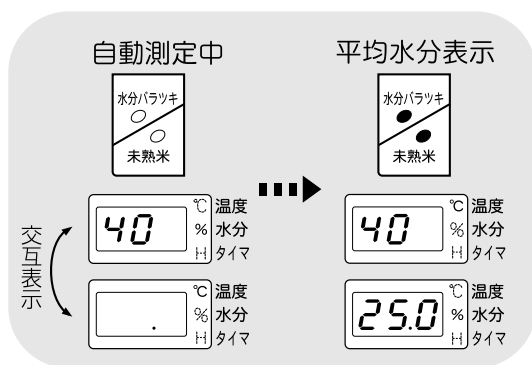 自動測定中
水分バラツキ
未熟米
40
℃ 温度
% 水分
H タイマ
.
℃ 温度
% 水分
H タイマ
交互表示
平均水分表示
水分バラツキ
未熟米
40
℃ 温度
% 水分
H タイマ
25.0
℃ 温度
% 水分
H タイマ